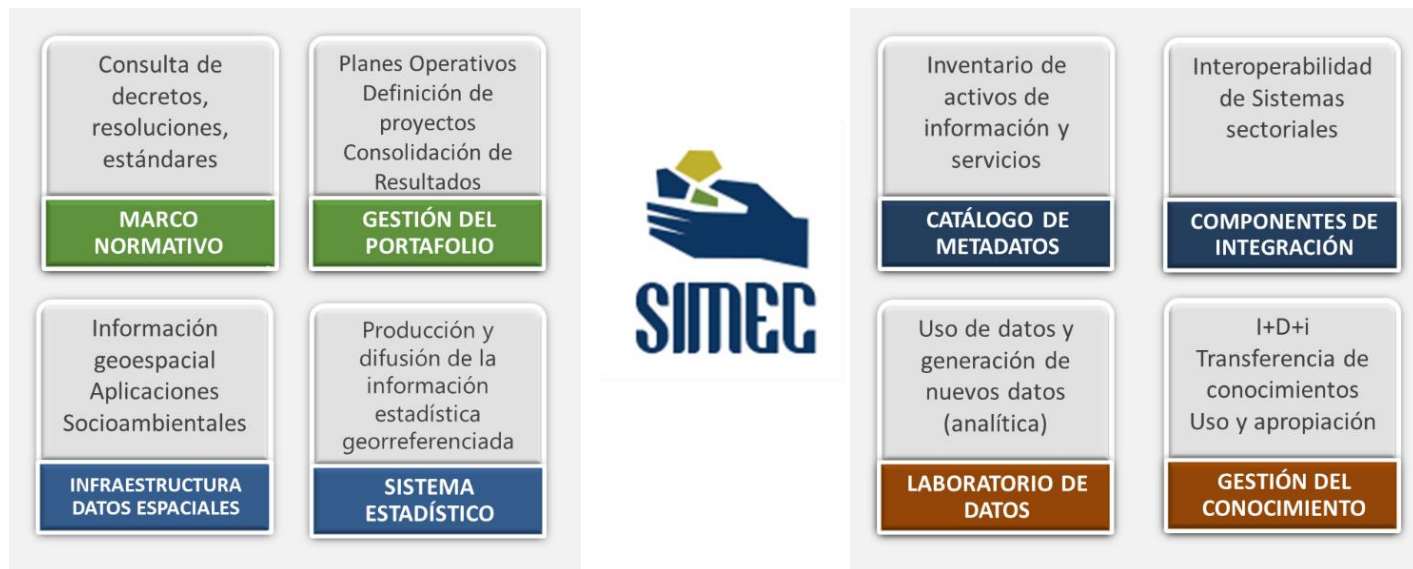 Consulta de
decretos,
resoluciones,
estándares
MARCO
NORMATIVO
Planes Operativos
Definición de
proyectos
Consolidación de
Resultados
GESTIÓN DEL
PORTAFOLIO
Información
geoespacial
Aplicaciones
Socioambientales
INFRAESTRUCTURA
DATOS ESPACIALES
Producción y
difusión de la
información
estadística
georreferenciada
SISTEMA
ESTADÍSTICO
SIMEC
Inventario de
activos de
información y
servicios
CATÁLOGO DE
METADATOS
Interoperabilidad
de Sistemas
sectoriales
COMPONENTES DE
INTEGRACIÓN
Uso de datos y
generación de
nuevos datos
(analítica)
LABORATORIO DE
DATOS
I+D+i
Transferencia de
conocimientos
Uso y apropiación
GESTIÓN DEL
CONOCIMIENTO